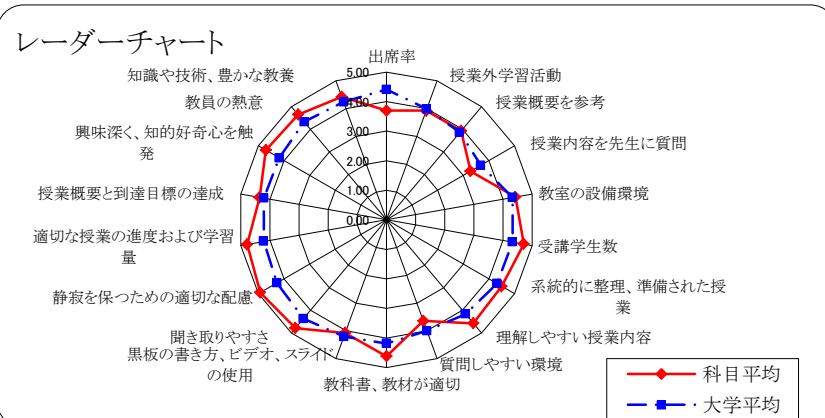 レーダーチャート
出席率
授業外学習活動
授業概要を参考
授業内容を先生に質問
教室の設備環境
受講学生数
系統的に整理、準備された授
業
理解しやすい授業内容
質問しやすい環境
教科書、教材が適切
黒板の書き方、ビデオ、スライド
の使用
聞き取りやすさ
静寂を保つための適切な配慮
適切な授業の進度および学習
量
授業概要と到達目標の達成
興味深く、知的好奇心を触
発
教員の熱意
知識や技術、豊かな教養
5.00
4.00
3.00
2.00
1.00
0.00
科目平均
大学平均